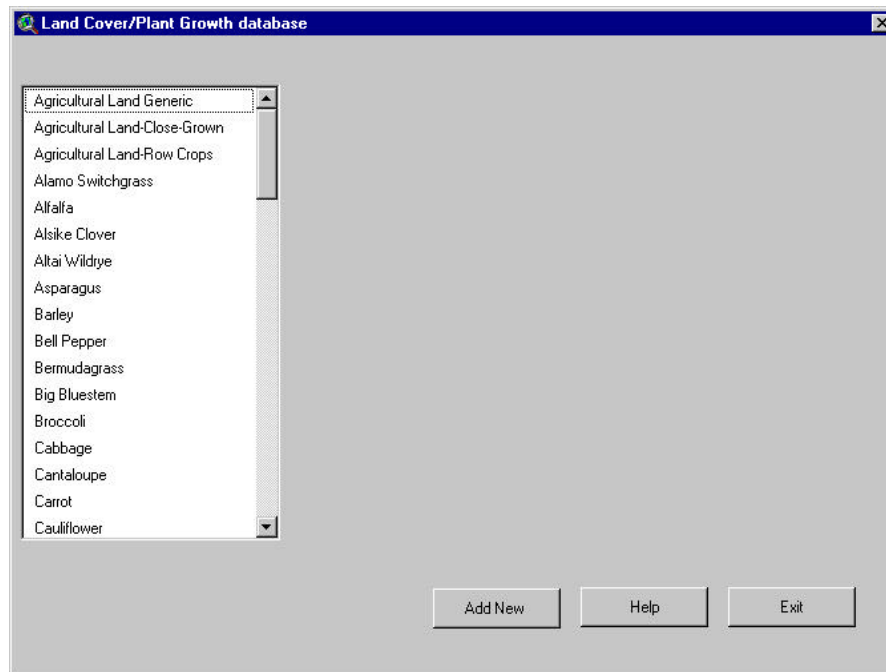 Land Cover/Plant Growth database
Agricultural Land Generic
Agricultural Land-Close-Grown
Agricultural Land-Row Crops
Alamo Switchgrass
Alfalfa
Alsike Clover
Altai Wildrye
Asparagus
Barley
Bell Pepper
Bermudagrass
Big Bluestem
Broccoli
Cabbage
Cantaloupe
Carrot
Cauliflower
Add New Help Exit